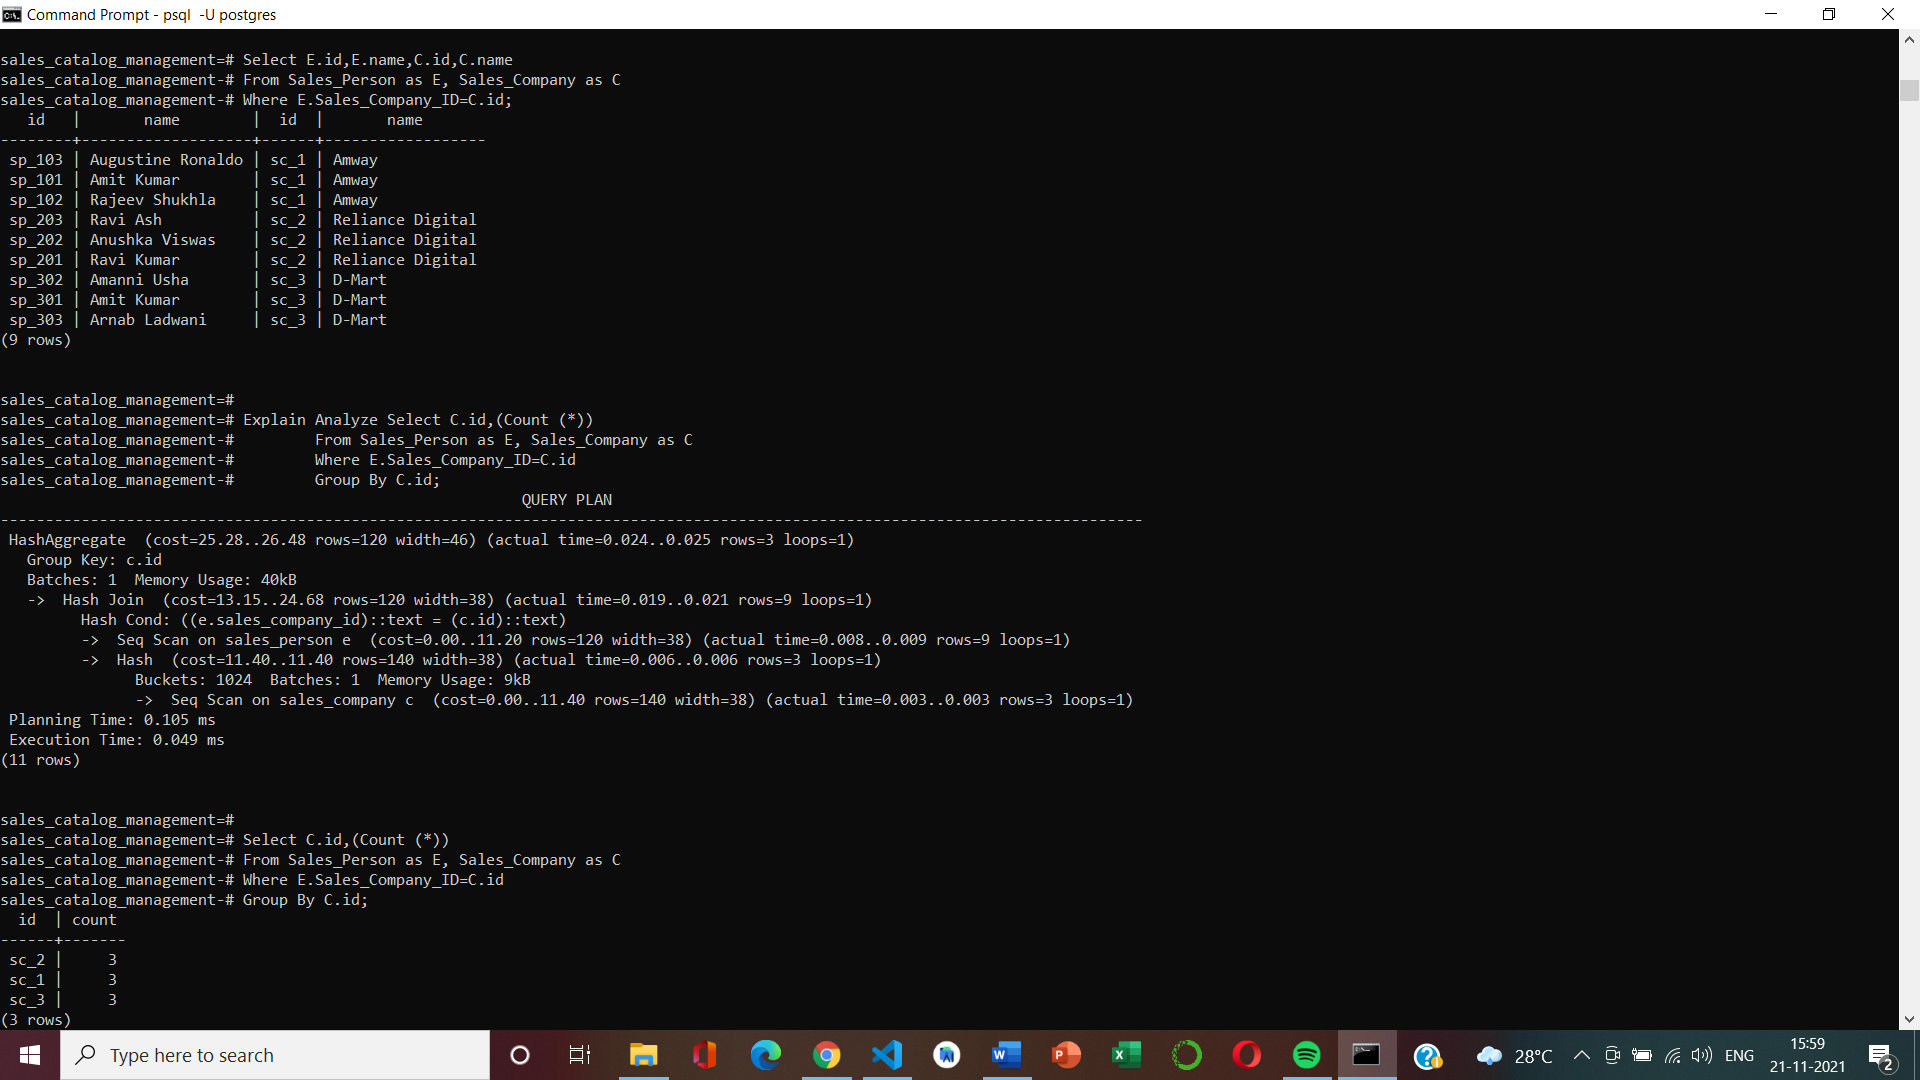 Command Prompt - psql  -U postgres
sales_catalog_management=# Select E.id,E.name,C.id,C.name
sales_catalog_management-# From Sales_Person as E, Sales_Company as C
sales_catalog_management-# Where E.Sales_Company_ID=C.id;
   id   |       name        |  id  |       name
--------+-------------------+------+------------------
 sp_103 | Augustine Ronaldo | sc_1 | Amway
 sp_101 | Amit Kumar        | sc_1 | Amway
 sp_102 | Rajeev Shukhla    | sc_1 | Amway
 sp_203 | Ravi Ash          | sc_2 | Reliance Digital
 sp_202 | Anushka Viswas    | sc_2 | Reliance Digital
 sp_201 | Ravi Kumar        | sc_2 | Reliance Digital
 sp_302 | Amanni Usha       | sc_3 | D-Mart
 sp_301 | Amit Kumar        | sc_3 | D-Mart
 sp_303 | Arnab Ladwani     | sc_3 | D-Mart
(9 rows)
sales_catalog_management=#
sales_catalog_management=# Explain Analyze Select C.id,(Count (*))
sales_catalog_management-#         From Sales_Person as E, Sales_Company as C
sales_catalog_management-#         Where E.Sales_Company_ID=C.id
sales_catalog_management-#         Group By C.id;
                                                          QUERY PLAN
-------------------------------------------------------------------------------------------------------------------------------
 HashAggregate  (cost=25.28..26.48 rows=120 width=46) (actual time=0.024..0.025 rows=3 loops=1)
   Group Key: c.id
   Batches: 1  Memory Usage: 40kB
   ->  Hash Join  (cost=13.15..24.68 rows=120 width=38) (actual time=0.019..0.021 rows=9 loops=1)
         Hash Cond: ((e.sales_company_id)::text = (c.id)::text)
         ->  Seq Scan on sales_person e  (cost=0.00..11.20 rows=120 width=38) (actual time=0.008..0.009 rows=9 loops=1)
         ->  Hash  (cost=11.40..11.40 rows=140 width=38) (actual time=0.006..0.006 rows=3 loops=1)
               Buckets: 1024  Batches: 1  Memory Usage: 9kB
               ->  Seq Scan on sales_company c  (cost=0.00..11.40 rows=140 width=38) (actual time=0.003..0.003 rows=3 loops=1)
 Planning Time: 0.105 ms
 Execution Time: 0.049 ms
(11 rows)
sales_catalog_management=#
sales_catalog_management=# Select C.id,(Count (*))
sales_catalog_management-# From Sales_Person as E, Sales_Company as C
sales_catalog_management-# Where E.Sales_Company_ID=C.id
sales_catalog_management-# Group By C.id;
  id  | count
------+-------
 sc_2 |     3
 sc_1 |     3
 sc_3 |     3
(3 rows)
Type here to search
28°C
ENG
15:59
21-11-2021
2